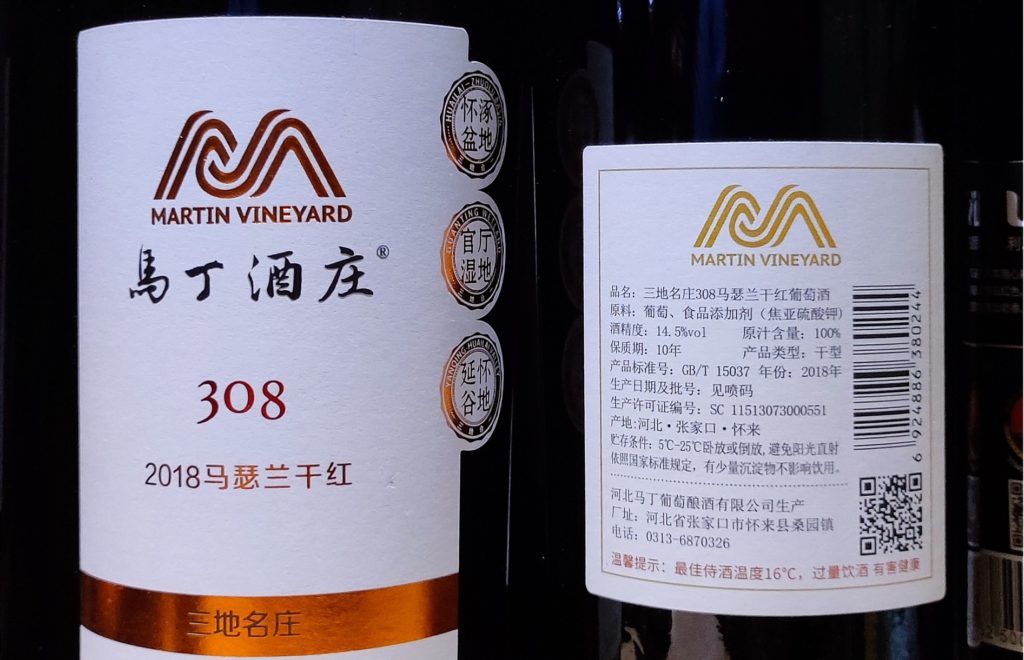 MARTIN VINEYARD
馬丁酒庄®
308
2018马瑟兰干红
三地名庄
怀涿
盆地
官厅
湿地
延怀
谷地
MARTIN VINEYARD
品名：三地名庄308马瑟兰干红葡萄酒
原料：葡萄、食品添加剂（焦亚硫酸钾）
酒精度：14.5%vol 原汁含量：100%
保质期：10年 产品类型：干型
产品标准号：GB/T 15037 年份：2018年
生产日期及批号：见喷码
生产许可证编号：SC 11513073000551
产地:河北·张家口·怀来
贮存条件：5℃-25℃卧放或倒放,避免阳光直射
依照国家标准规定，有少量沉淀物不影响饮用。
河北马丁葡萄酿酒有限公司生产
厂址：河北省张家口市怀来县桑园镇
电话：0313-6870326
温馨提示：最佳侍酒温度16℃，过量饮酒 有害健康
6 924886 380244